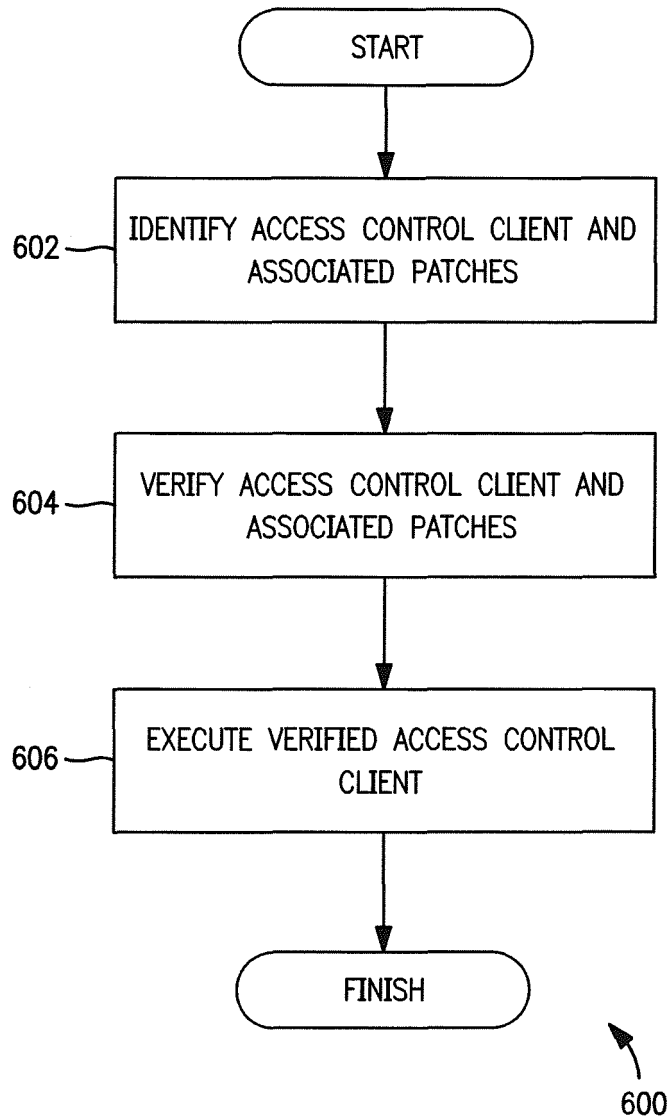 START
602
IDENTIFY ACCESS CONTROL CLIENT AND
ASSOCIATED PATCHES
604
VERIFY ACCESS CONTROL CLIENT AND
ASSOCIATED PATCHES
606
EXECUTE VERIFIED ACCESS CONTROL
CLIENT
FINISH
600